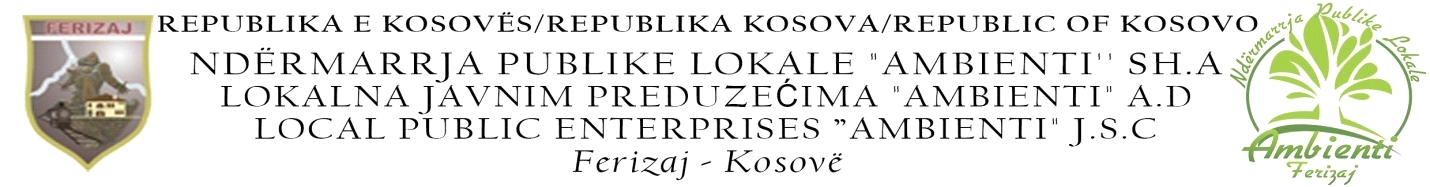 FERIZAJ
REPUBLIKA E KOSOVËS/REPUBLIKA KOSOVA/REPUBLIC OF KOSOVO
NDËRMARRJA PUBLIKE LOKALE "AMBIENTI'' SH.A
LOKALNA JAVNIM PREDUZEĆIMA "AMBIENTI" A.D
LOCAL PUBLIC ENTERPRISES ”AMBIENTI" J.S.C
Ferizaj - Kosovë
Ndërmarrja Publike Lokale
Ambienti
Ferizaj